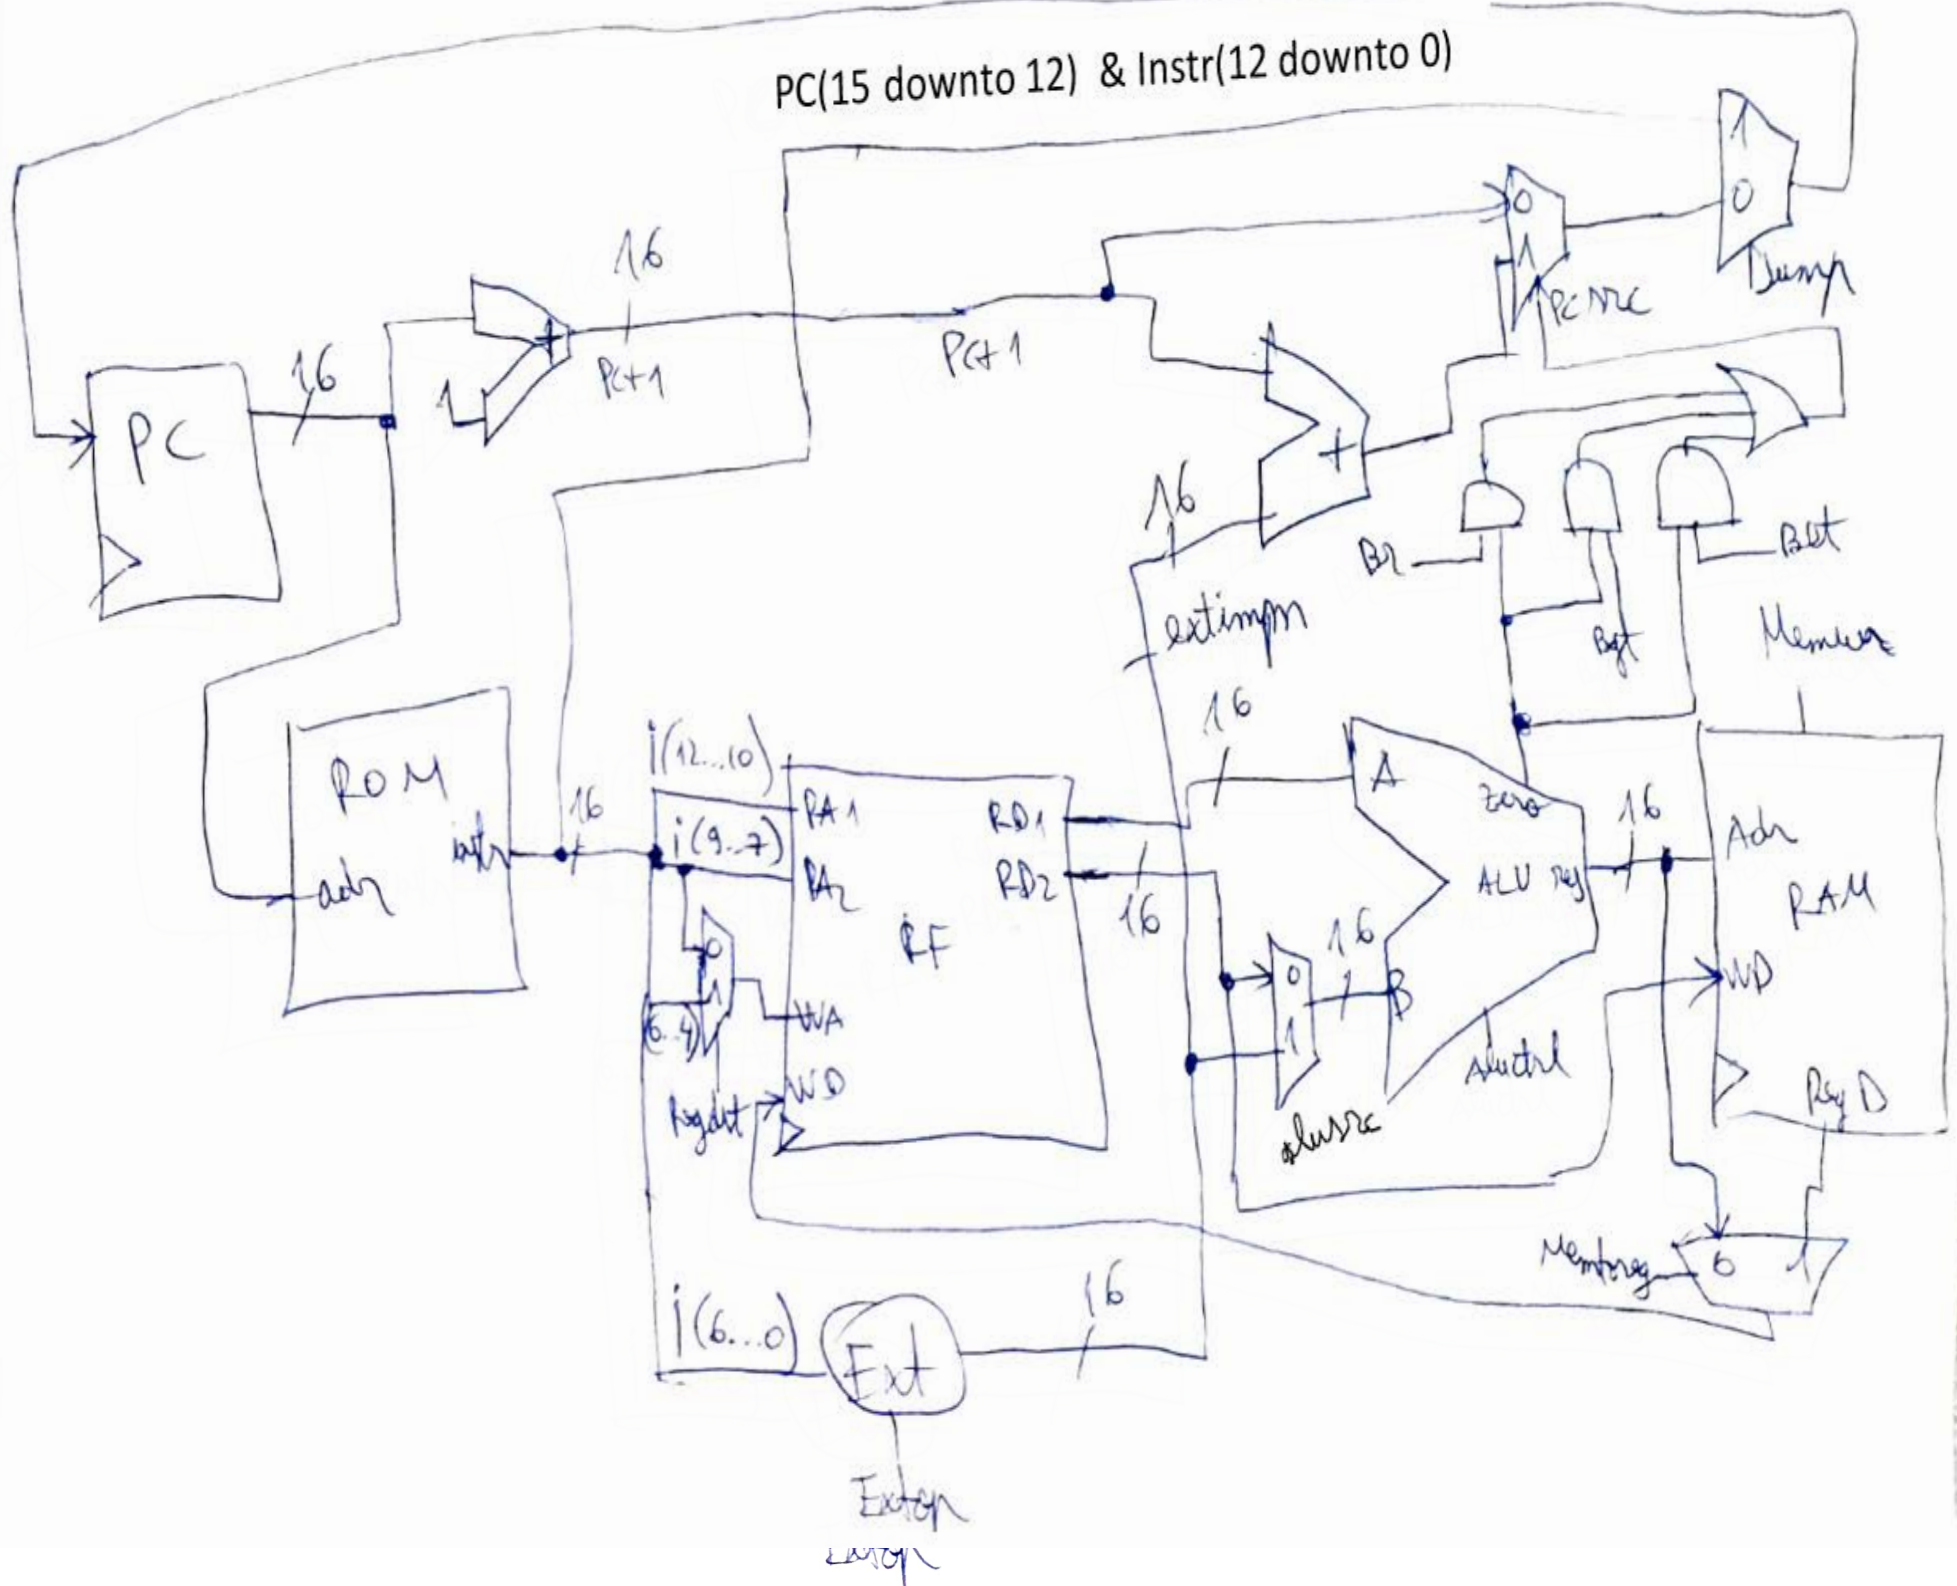 PC(15 downto 12) & Instr(12 downto 0)
1
0
Jump
0
1
PCsrc
16
+
1
PC+1
PC+1
16
PC
+
16
Br
Bgt
Blt
extimm
Memwr
ROM
instr
adr
16
i(12...10)
i(9..7)
RA1
RA2
RD1
RD2
16
RF
0
1
(6..4)
WA
WD
Regdst
16
A
Zero
ALU res
16
0
1
16
B
aluctrl
alusrc
Adr
RAM
WD
Memtoreg
0
1
i(6...0)
Ext
16
Extop